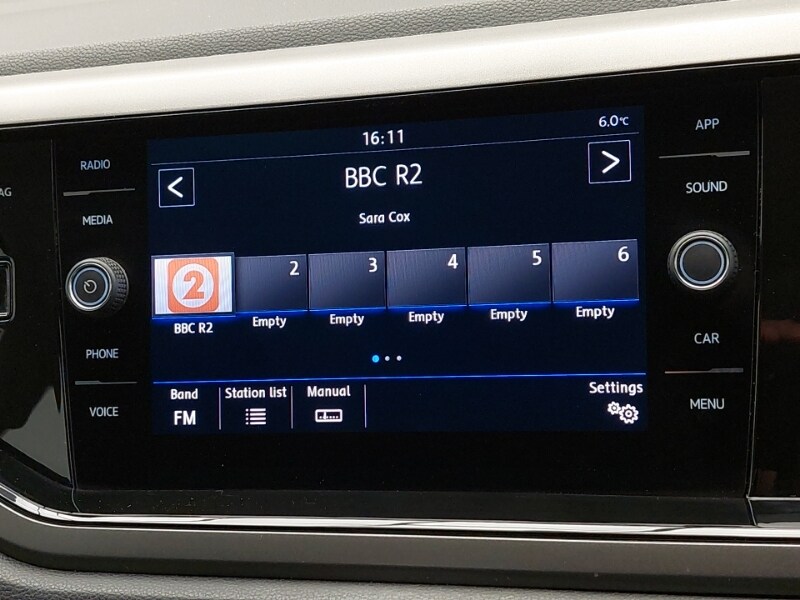 16:11
6.0°C
BBC R2
Sara Cox
2
2
3
4
5
6
BBC R2
Empty
Empty
Empty
Empty
Empty
Band
FM
Station list
Manual
Settings
RADIO
MEDIA
PHONE
VOICE
APP
SOUND
CAR
MENU
AG